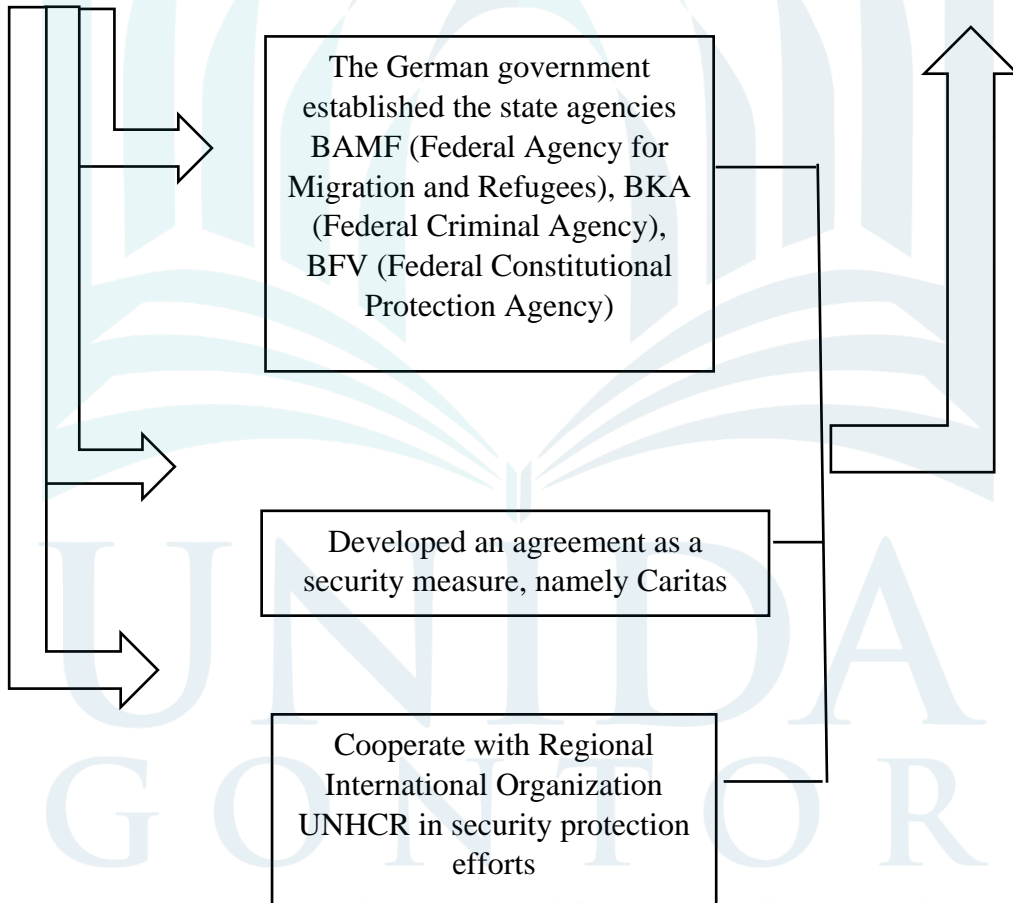 The German government
established the state agencies
BAMF (Federal Agency for
Migration and Refugees), BKA
(Federal Criminal Agency),
BFV (Federal Constitutional
Protection Agency)
Developed an agreement as a
security measure, namely Caritas
UNIDA
GONTOR
Cooperate with Regional
International Organization
UNHCR in security protection
efforts